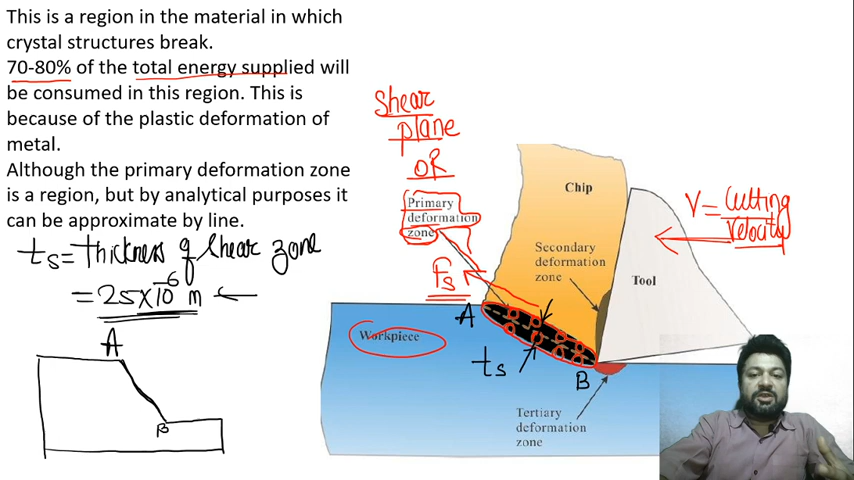 This is a region in the material in which
crystal structures break.
70-80% of the total energy supplied will
be consumed in this region. This is
because of the plastic deformation of
metal.
Although the primary deformation zone
is a region, but by analytical purposes it
can be approximate by line.
ts = thickness of shear zone
= 25×10⁻⁶ m ←
A
B
Shear
plane
OR
Primary
deformation
zone
Fs
Chip
V = Cutting
Velocity
Secondary
deformation
zone
Tool
A
Workpiece
ts
B
Tertiary
deformation
zone